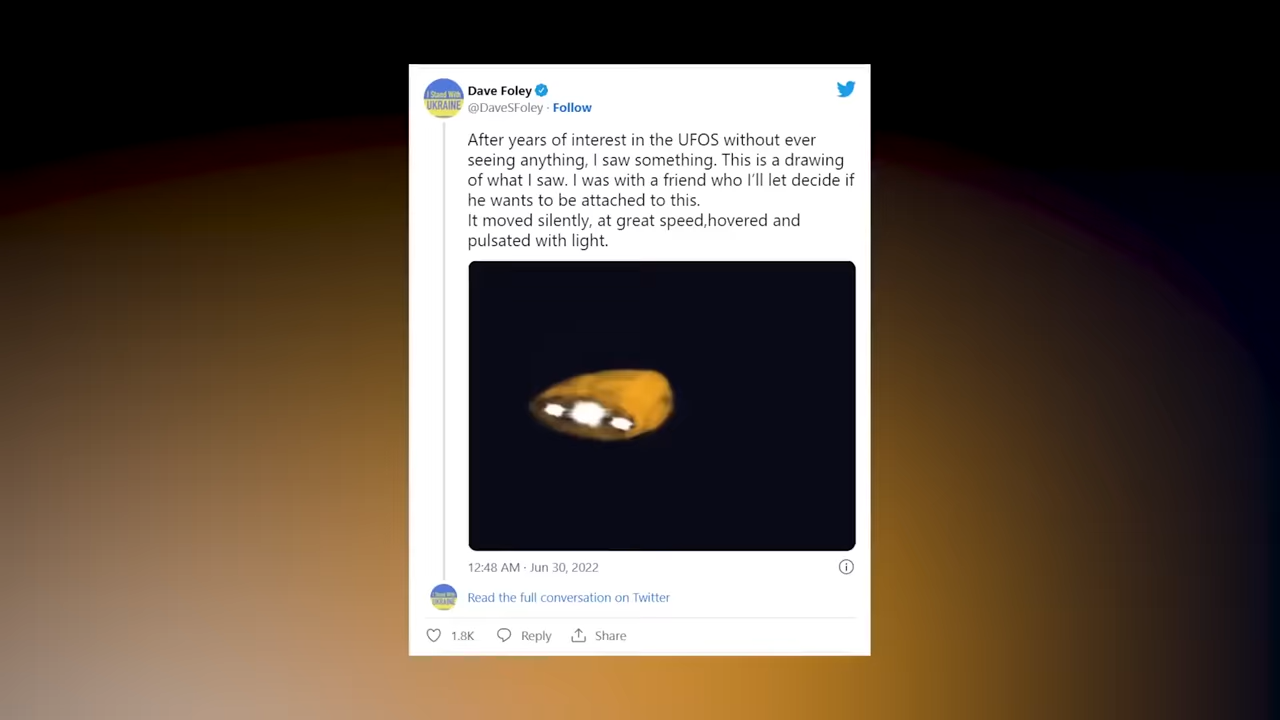 I Stand With
UKRAINE
Dave Foley
@DaveSFoley · Follow
After years of interest in the UFOS without ever
seeing anything, I saw something. This is a drawing
of what I saw. I was with a friend who I’ll let decide if
he wants to be attached to this.
It moved silently, at great speed,hovered and
pulsated with light.
12:48 AM · Jun 30, 2022
I Stand With
UKRAINE
Read the full conversation on Twitter
1.8K Reply Share